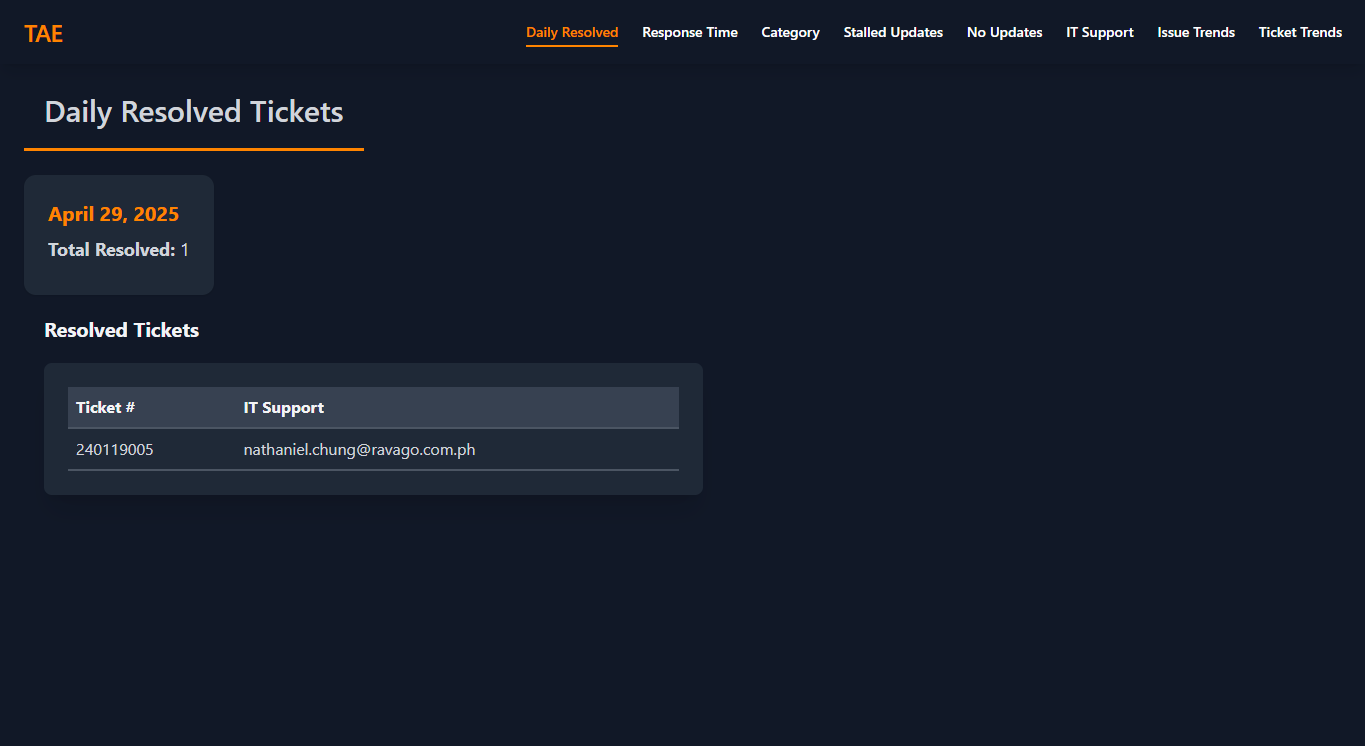 TAE
Daily Resolved Response Time Category Stalled Updates No Updates IT Support Issue Trends Ticket Trends
Daily Resolved Tickets
April 29, 2025
Total Resolved: 1
Resolved Tickets
Ticket # IT Support
240119005 nathaniel.chung@ravago.com.ph